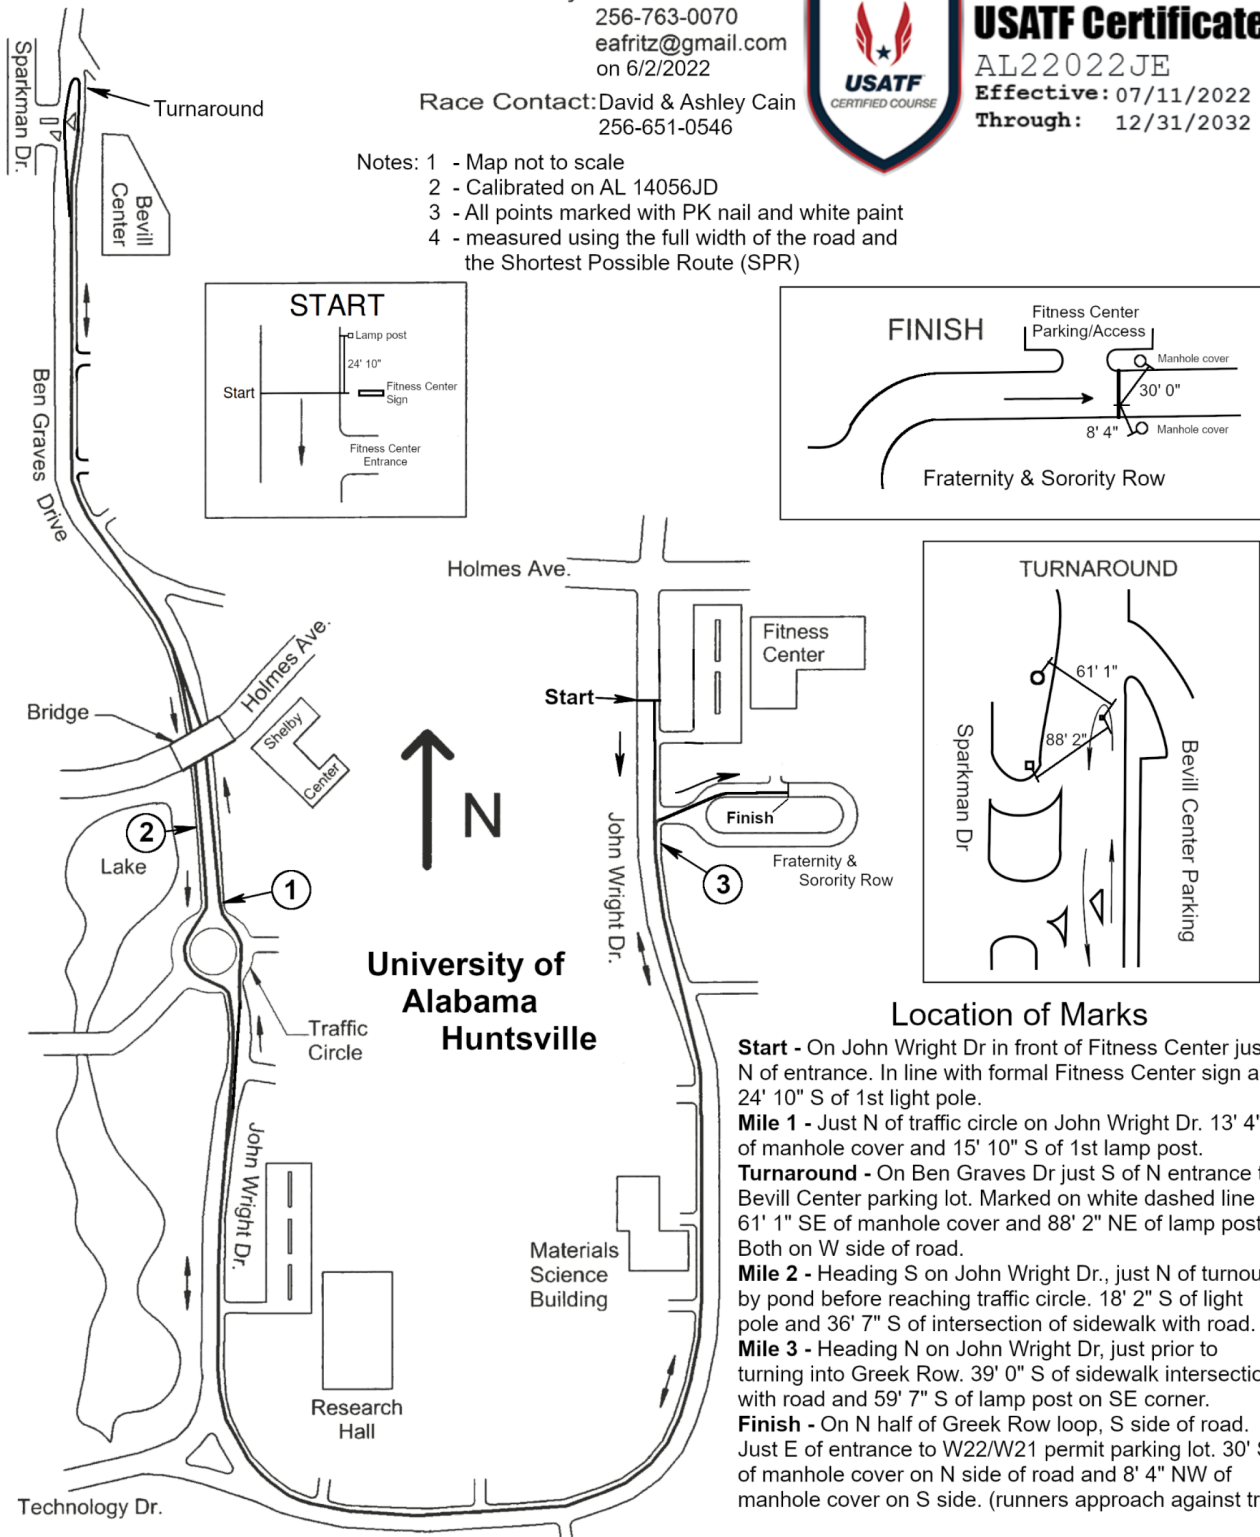 256-763-0070
eafritz@gmail.com
on 6/2/2022
Race Contact: David & Ashley Cain
256-651-0546
USATF
CERTIFIED COURSE
USATF Certificate
AL22022JE
Effective: 07/11/2022
Through: 12/31/2032
Notes: 1 - Map not to scale
2 - Calibrated on AL 14056JD
3 - All points marked with PK nail and white paint
4 - measured using the full width of the road and
the Shortest Possible Route (SPR)
Sparkman Dr.
Turnaround
Bevill
Center
Ben Graves Drive
START
Lamp post
24' 10"
Start
Fitness Center
Sign
Fitness Center
Entrance
FINISH
Fitness Center
Parking/Access
Manhole cover
30' 0"
8' 4"
Manhole cover
Fraternity & Sorority Row
TURNAROUND
61' 1"
88' 2"
Sparkman Dr
Bevill Center Parking
Holmes Ave.
Fitness
Center
Start
Holmes Ave.
Bridge
Shelby
Center
N
Finish
John Wright Dr.
Fraternity &
Sorority Row
2
Lake
1
3
University of
Alabama
Huntsville
Traffic
Circle
John Wright Dr.
Materials
Science
Building
Research
Hall
Technology Dr.
Location of Marks
Start - On John Wright Dr in front of Fitness Center
N of entrance. In line with formal Fitness Center sign
24' 10" S of 1st light pole.
Mile 1 - Just N of traffic circle on John Wright Dr. 13' 4"
of manhole cover and 15' 10" S of 1st lamp post.
Turnaround - On Ben Graves Dr just S of N entrance
Bevill Center parking lot. Marked on white dashed line
61' 1" SE of manhole cover and 88' 2" NE of lamp post
Both on W side of road.
Mile 2 - Heading S on John Wright Dr., just N of
by pond before reaching traffic circle. 18' 2" S of light
pole and 36' 7" S of intersection of sidewalk with road.
Mile 3 - Heading N on John Wright Dr, just prior to
turning into Greek Row. 39' 0" S of sidewalk
with road and 59' 7" S of lamp post on SE corner.
Finish - On N half of Greek Row loop, S side of road.
Just E of entrance to W22/W21 permit parking lot. 30'
of manhole cover on N side of road and 8' 4" NW of
manhole cover on S side. (runners approach against